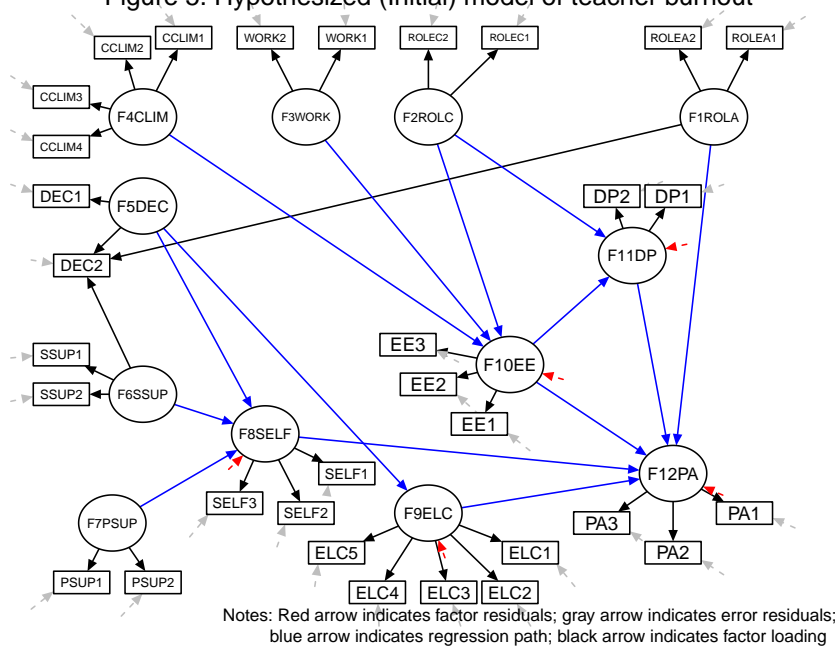 Figure 3. Hypothesized (Initial) model of teacher burnout
CCLIM2
CCLIM1
WORK2
WORK1
ROLEC2
ROLEC1
ROLEA2
ROLEA1
CCLIM3
CCLIM4
F4CLIM
F3WORK
F2ROLC
F1ROLA
DEC1
F5DEC
DP2
DP1
DEC2
F11DP
SSUP1
SSUP2
F6SSUP
EE3
EE2
EE1
F10EE
F8SELF
SELF1
SELF2
SELF3
F12PA
PA3
PA2
PA1
F7PSUP
PSUP1
PSUP2
F9ELC
ELC5
ELC4
ELC3
ELC2
ELC1
Notes: Red arrow indicates factor residuals; gray arrow indicates error residuals;
blue arrow indicates regression path; black arrow indicates factor loading